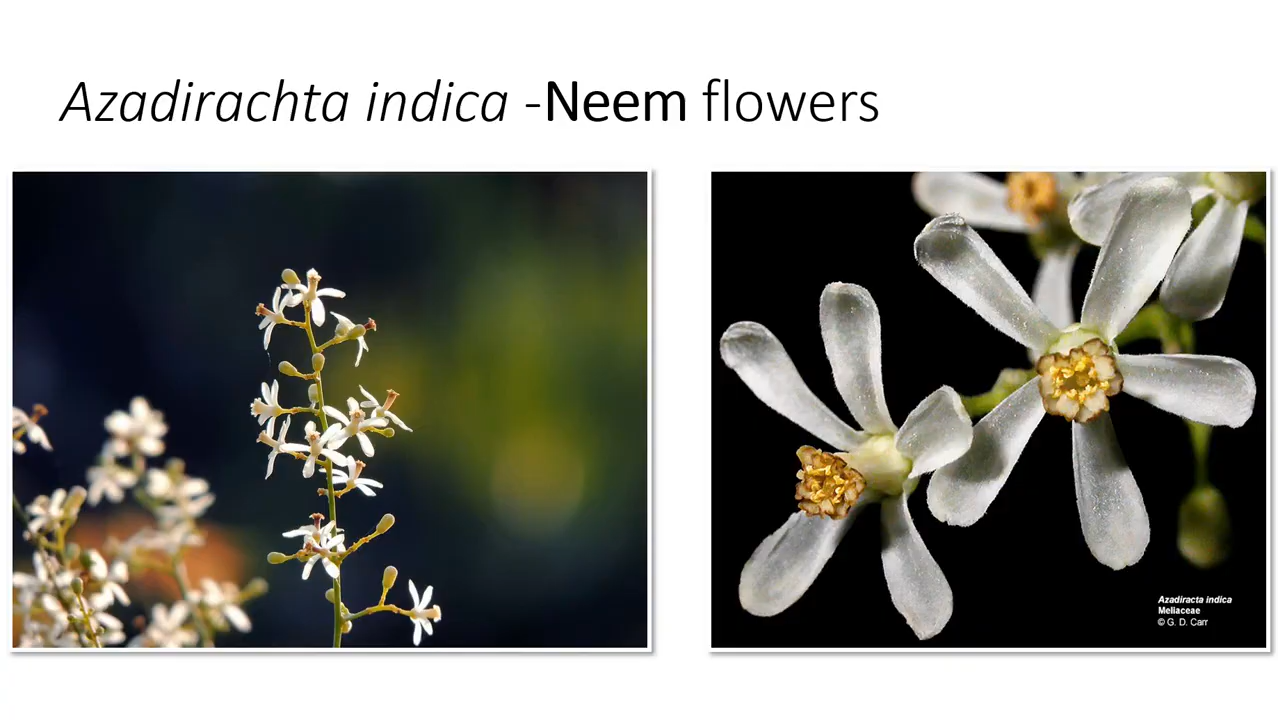 Azadirachta indica -Neem flowers
Azadiracta indica
Meliaceae
© G. D. Carr